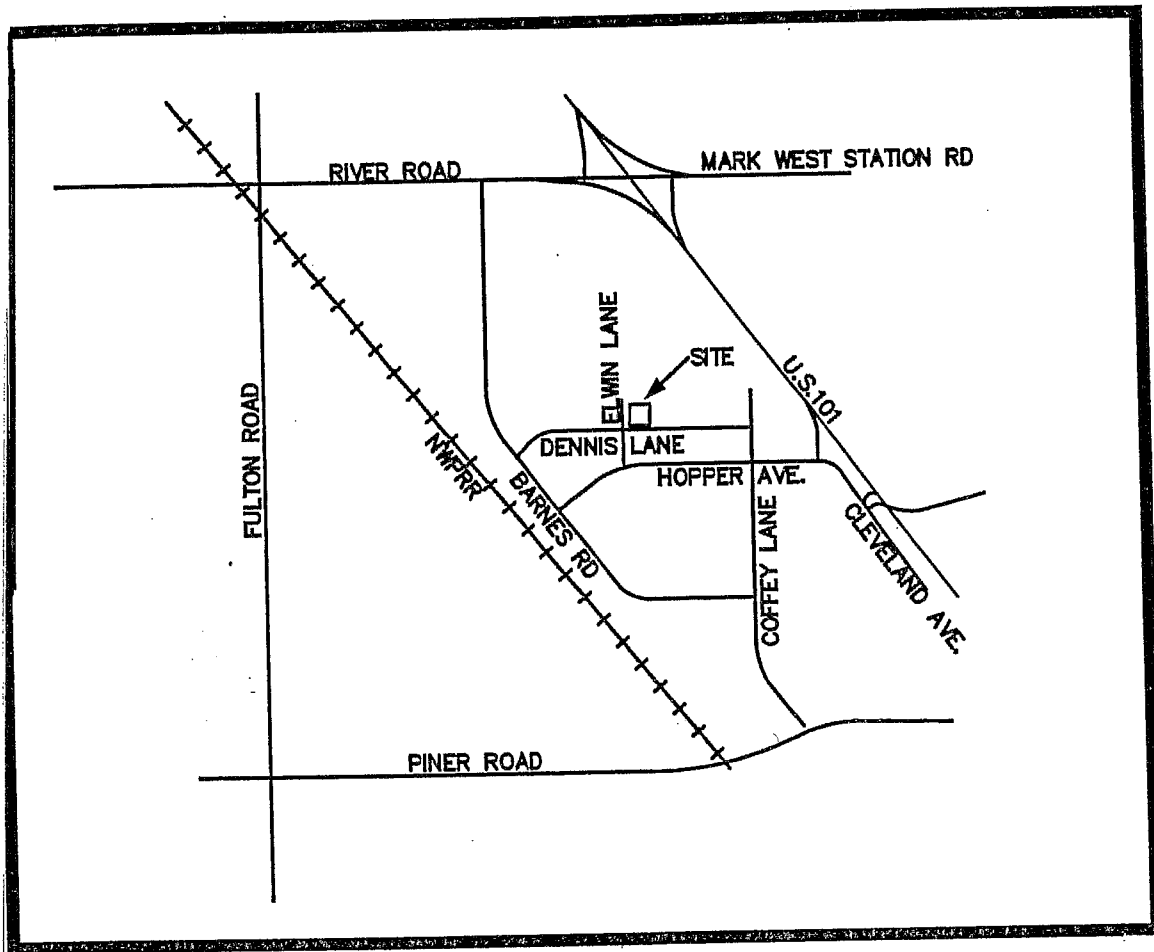 MARK WEST STATION RD
RIVER ROAD
ELWIN LANE
SITE
U.S.101
FULTON ROAD
DENNIS LANE
NWPRR
HOPPER AVE.
BARNES RD
COFFEY LANE
CLEVELAND AVE.
PINER ROAD